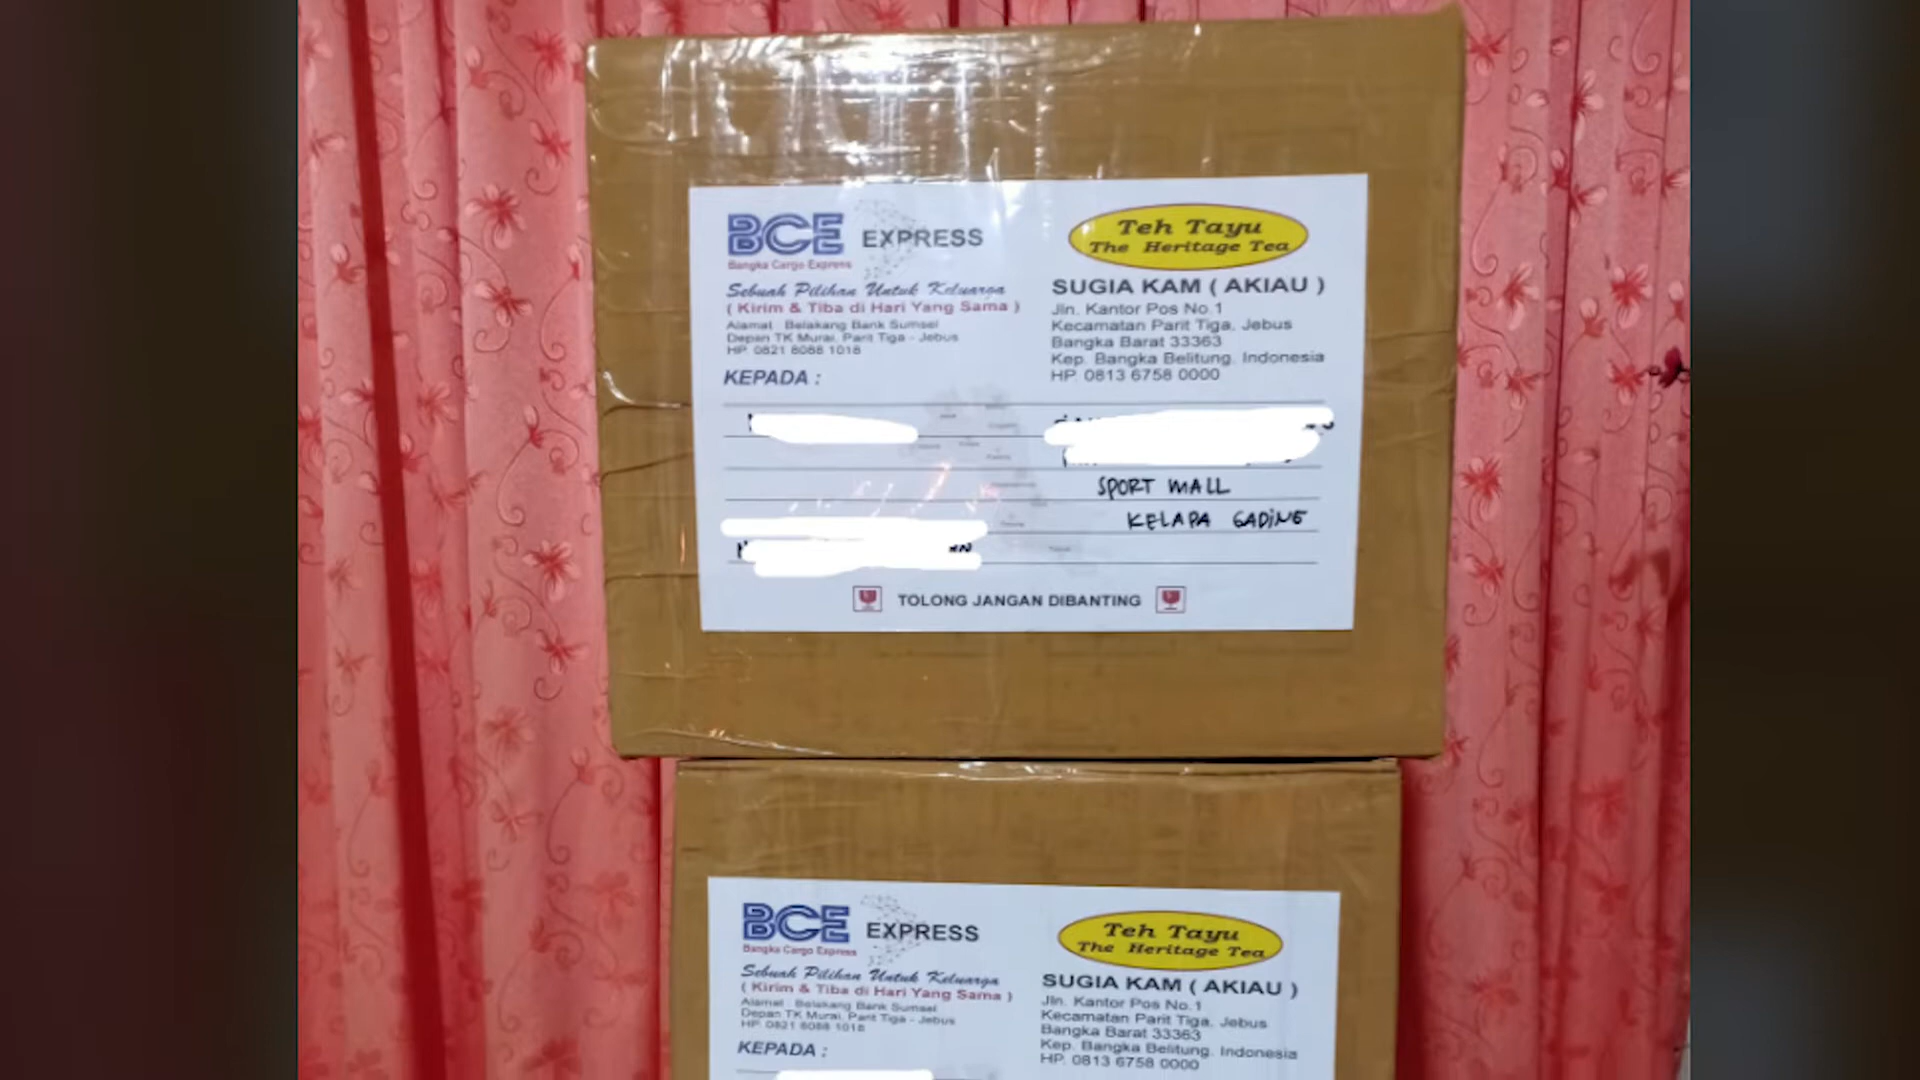 BCE EXPRESS
Bangka Cargo Express
Sebuah Pilihan Untuk Keluarga
( Kirim & Tiba di Hari Yang Sama )
Alamat : Belakang Bank Sumsel
Depan TK Murai, Parit Tiga - Jebus
HP. 0821 8088 1018
KEPADA :
Teh Tayu
The Heritage Tea
SUGIA KAM ( AKIAU )
Jln. Kantor Pos No.1
Kecamatan Parit Tiga, Jebus
Bangka Barat 33363
Kep. Bangka Belitung. Indonesia
HP. 0813 6758 0000
SPORT MALL
KELAPA GADING
TOLONG JANGAN DIBANTING
BCE EXPRESS
Bangka Cargo Express
Sebuah Pilihan Untuk Keluarga
( Kirim & Tiba di Hari Yang Sama )
Alamat : Belakang Bank Sumsel
Depan TK Murai, Parit Tiga - Jebus
HP. 0821 8088 1018
KEPADA :
Teh Tayu
The Heritage Tea
SUGIA KAM ( AKIAU )
Jln. Kantor Pos No.1
Kecamatan Parit Tiga, Jebus
Bangka Barat 33363
Kep. Bangka Belitung. Indonesia
HP. 0813 6758 0000